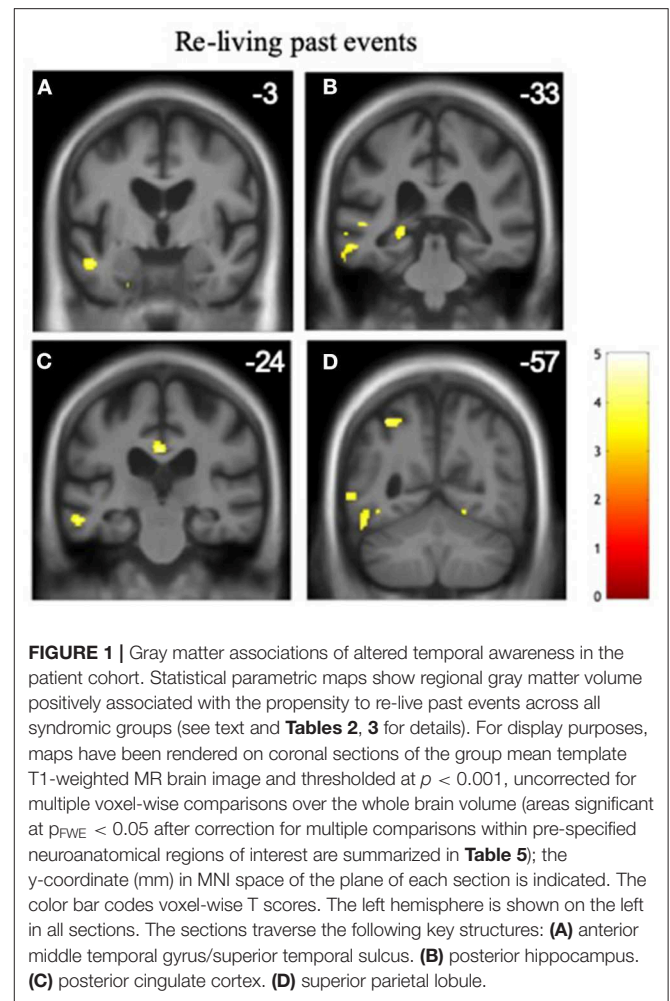 Re-living past events
A
-3
B
-33
C
-24
D
-57
5
4
3
2
1
0
FIGURE 1 | Gray matter associations of altered temporal awareness in the
patient cohort. Statistical parametric maps show regional gray matter volume
positively associated with the propensity to re-live past events across all
syndromic groups (see text and Tables 2, 3 for details). For display purposes,
maps have been rendered on coronal sections of the group mean template
T1-weighted MR brain image and thresholded at p < 0.001, uncorrected for
multiple voxel-wise comparisons over the whole brain volume (areas significant
at pFWE < 0.05 after correction for multiple comparisons within pre-specified
neuroanatomical regions of interest are summarized in Table 5); the
y-coordinate (mm) in MNI space of the plane of each section is indicated. The
color bar codes voxel-wise T scores. The left hemisphere is shown on the left
in all sections. The sections traverse the following key structures: (A) anterior
middle temporal gyrus/superior temporal sulcus. (B) posterior hippocampus.
(C) posterior cingulate cortex. (D) superior parietal lobule.